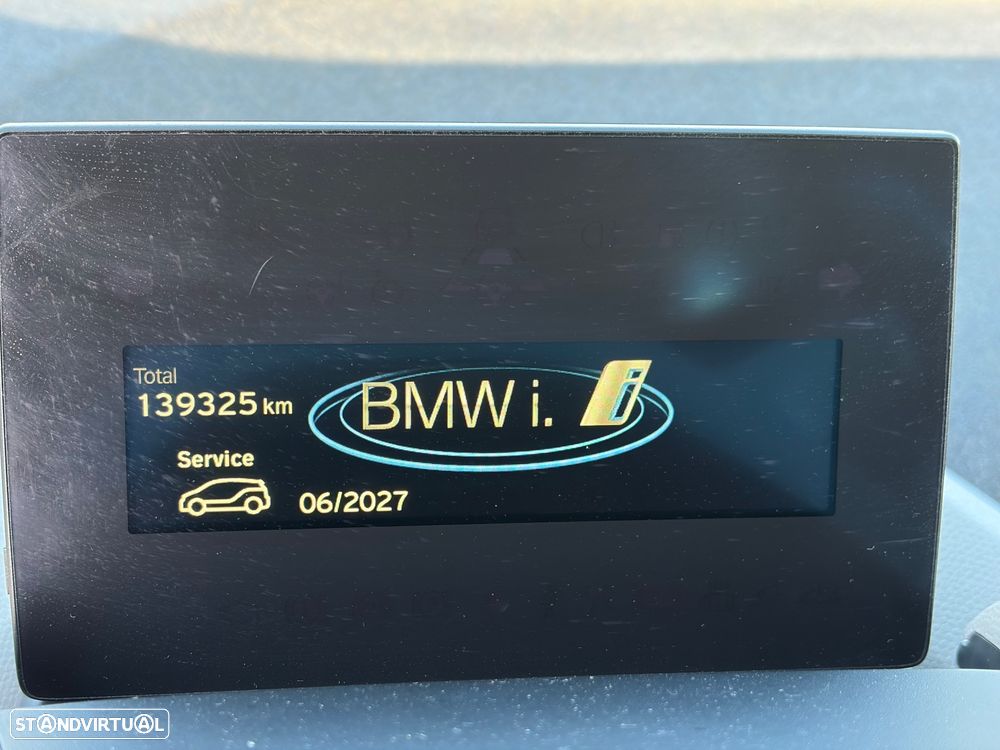 Total
139325 km
BMW i.
i
Service
06/2027
STANDVIRTUAL